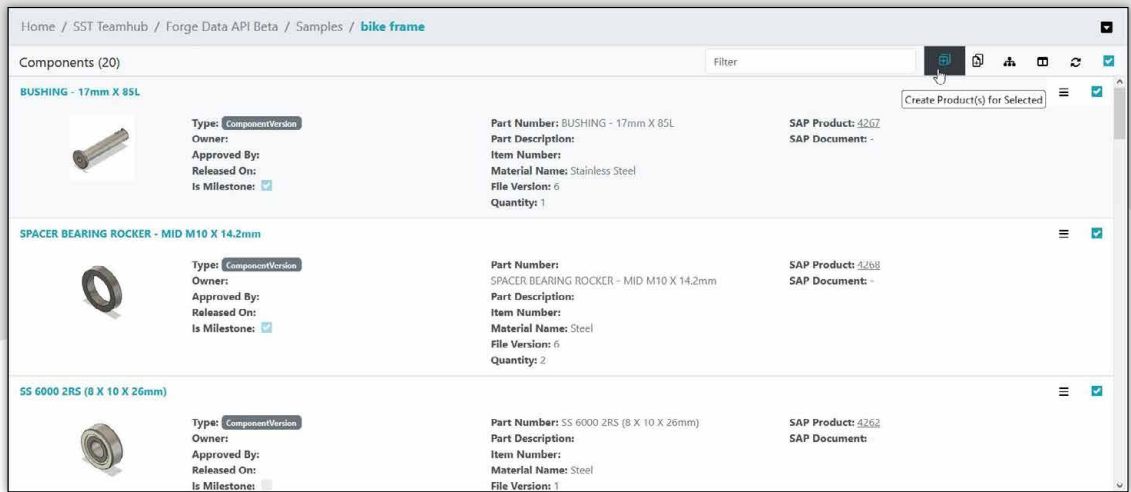 Home / SST Teamhub / Forge Data API Beta / Samples / bike frame
Components (20)
Filter
Create Product(s) for Selected
BUSHING - 17mm X 85L
Type: ComponentVersion
Owner:
Approved By:
Released On:
Is Milestone:
Part Number: BUSHING - 17mm X 85L
Part Description:
Item Number:
Material Name: Stainless Steel
File Version: 6
Quantity: 1
SAP Product: 4267
SAP Document: -
SPACER BEARING ROCKER - MID M10 X 14.2mm
Type: ComponentVersion
Owner:
Approved By:
Released On:
Is Milestone:
Part Number:
SPACER BEARING ROCKER - MID M10 X 14.2mm
Part Description:
Item Number:
Material Name: Steel
File Version: 6
Quantity: 2
SAP Product: 4268
SAP Document: -
SS 6000 2RS (8 X 10 X 26mm)
Type: ComponentVersion
Owner:
Approved By:
Released On:
Is Milestone:
Part Number: SS 6000 2RS (8 X 10 X 26mm)
Part Description:
Item Number:
Material Name: Steel
File Version: 1
SAP Product: 4262
SAP Document: